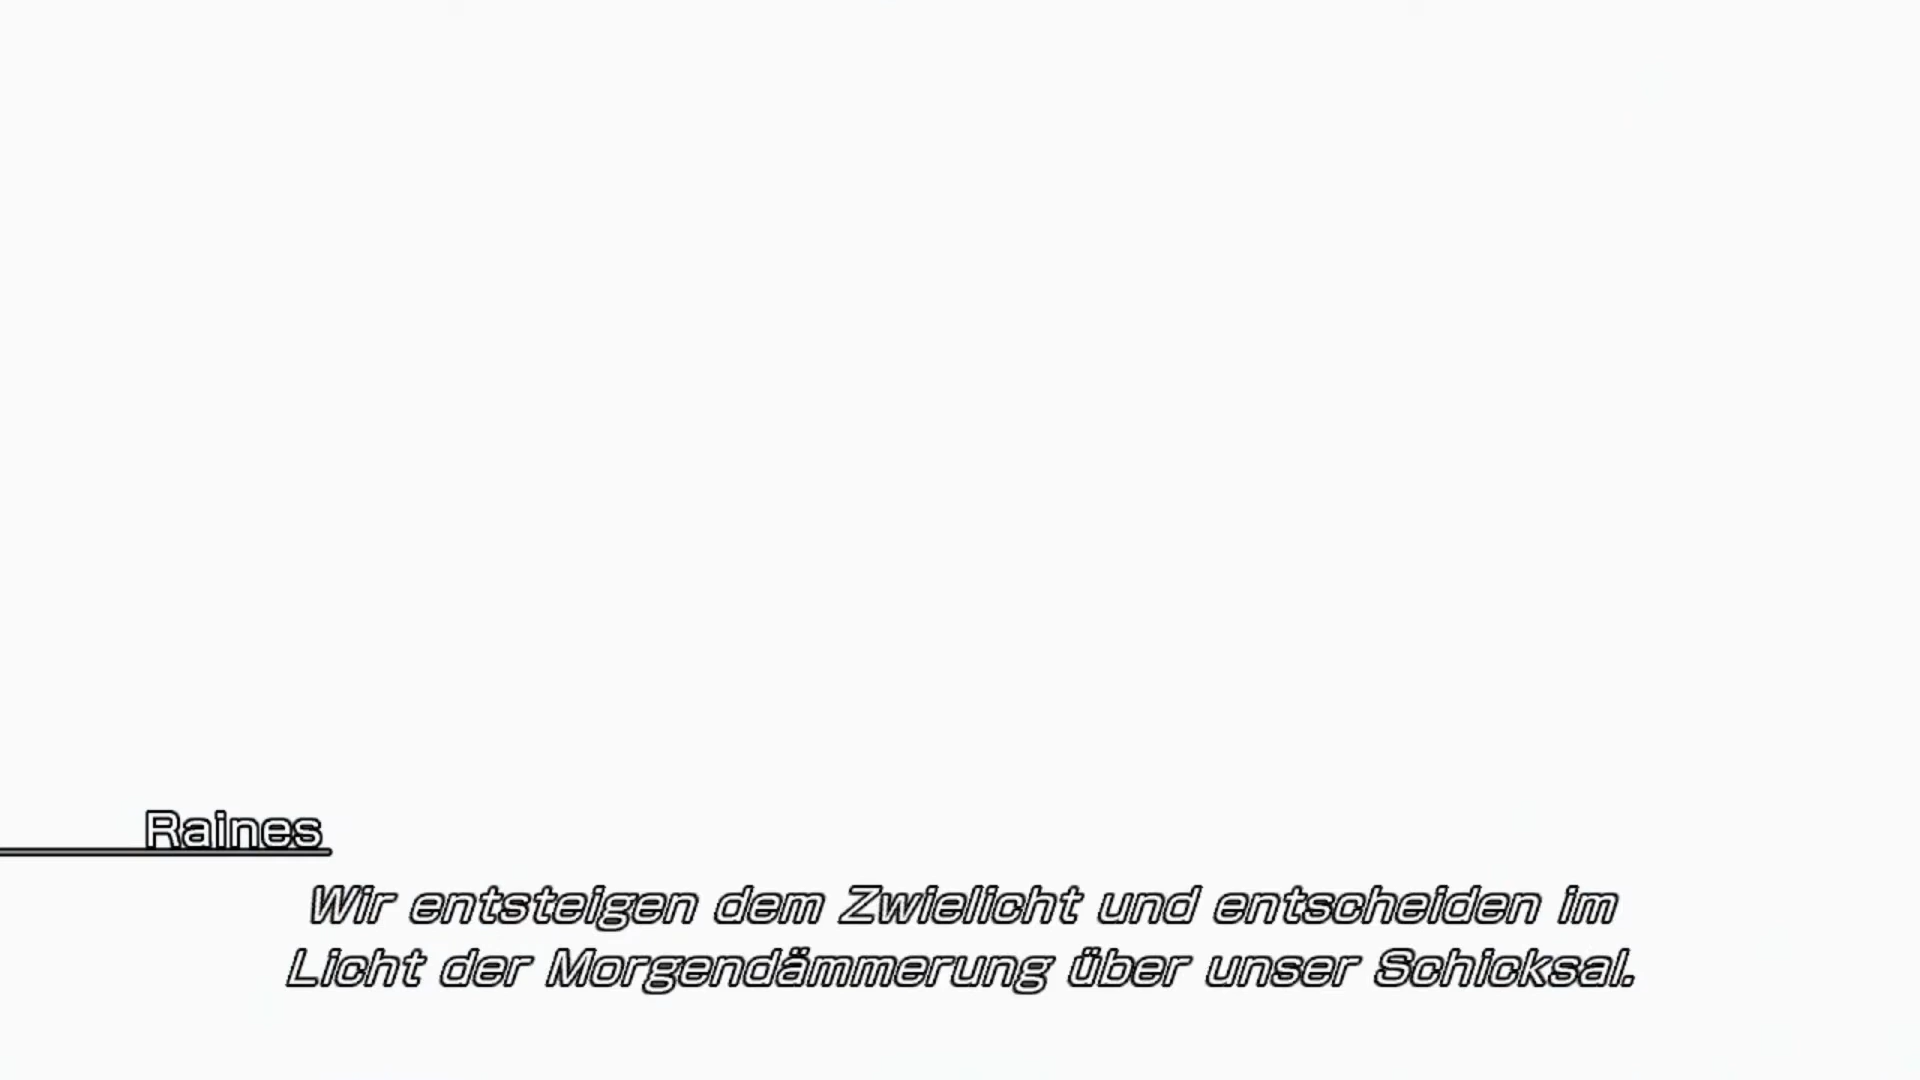 Raines
Wir entsteigen dem Zwielicht und entscheiden im
Licht der Morgendämmerung über unser Schicksal.